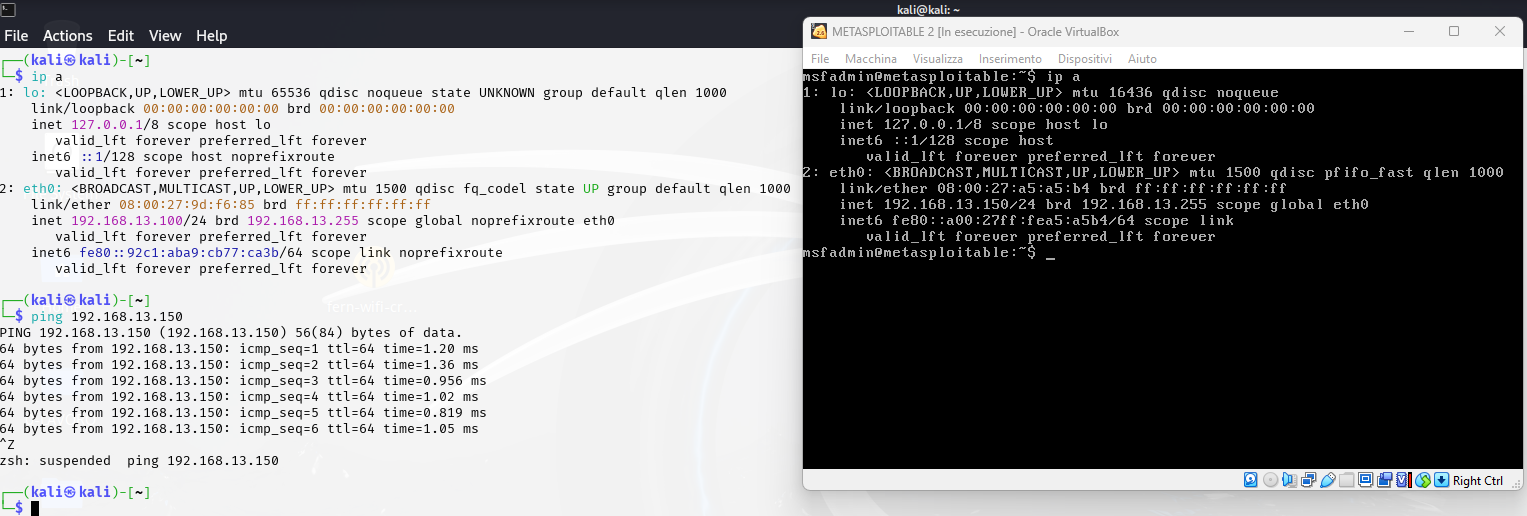 kali@kali: ~
File Actions Edit View Help
┌──(kali㉿kali)-[~]
└─$ ip a
1: lo: <LOOPBACK,UP,LOWER_UP> mtu 65536 qdisc noqueue state UNKNOWN group default qlen 1000
    link/loopback 00:00:00:00:00:00 brd 00:00:00:00:00:00
    inet 127.0.0.1/8 scope host lo
       valid_lft forever preferred_lft forever
    inet6 ::1/128 scope host noprefixroute
       valid_lft forever preferred_lft forever
2: eth0: <BROADCAST,MULTICAST,UP,LOWER_UP> mtu 1500 qdisc fq_codel state UP group default qlen 1000
    link/ether 08:00:27:9d:f6:85 brd ff:ff:ff:ff:ff:ff
    inet 192.168.13.100/24 brd 192.168.13.255 scope global noprefixroute eth0
       valid_lft forever preferred_lft forever
    inet6 fe80::92c1:aba9:cb77:ca3b/64 scope link noprefixroute
       valid_lft forever preferred_lft forever
┌──(kali㉿kali)-[~]
fern-wifi-cr...
└─$ ping 192.168.13.150
PING 192.168.13.150 (192.168.13.150) 56(84) bytes of data.
64 bytes from 192.168.13.150: icmp_seq=1 ttl=64 time=1.20 ms
64 bytes from 192.168.13.150: icmp_seq=2 ttl=64 time=1.36 ms
64 bytes from 192.168.13.150: icmp_seq=3 ttl=64 time=0.956 ms
64 bytes from 192.168.13.150: icmp_seq=4 ttl=64 time=1.02 ms
64 bytes from 192.168.13.150: icmp_seq=5 ttl=64 time=0.819 ms
64 bytes from 192.168.13.150: icmp_seq=6 ttl=64 time=1.05 ms
^Z
zsh: suspended  ping 192.168.13.150
┌──(kali㉿kali)-[~]
└─$
METASPLOITABLE 2 [In esecuzione] - Oracle VirtualBox
File Macchina Visualizza Inserimento Dispositivi Aiuto
msfadmin@metasploitable:~$ ip a
1: lo: <LOOPBACK,UP,LOWER_UP> mtu 16436 qdisc noqueue
    link/loopback 00:00:00:00:00:00 brd 00:00:00:00:00:00
    inet 127.0.0.1/8 scope host lo
    inet6 ::1/128 scope host
       valid_lft forever preferred_lft forever
2: eth0: <BROADCAST,MULTICAST,UP,LOWER_UP> mtu 1500 qdisc pfifo_fast qlen 1000
    link/ether 08:00:27:a5:a5:b4 brd ff:ff:ff:ff:ff:ff
    inet 192.168.13.150/24 brd 192.168.13.255 scope global eth0
    inet6 fe80::a00:27ff:fea5:a5b4/64 scope link
       valid_lft forever preferred_lft forever
msfadmin@metasploitable:~$ _
Right Ctrl